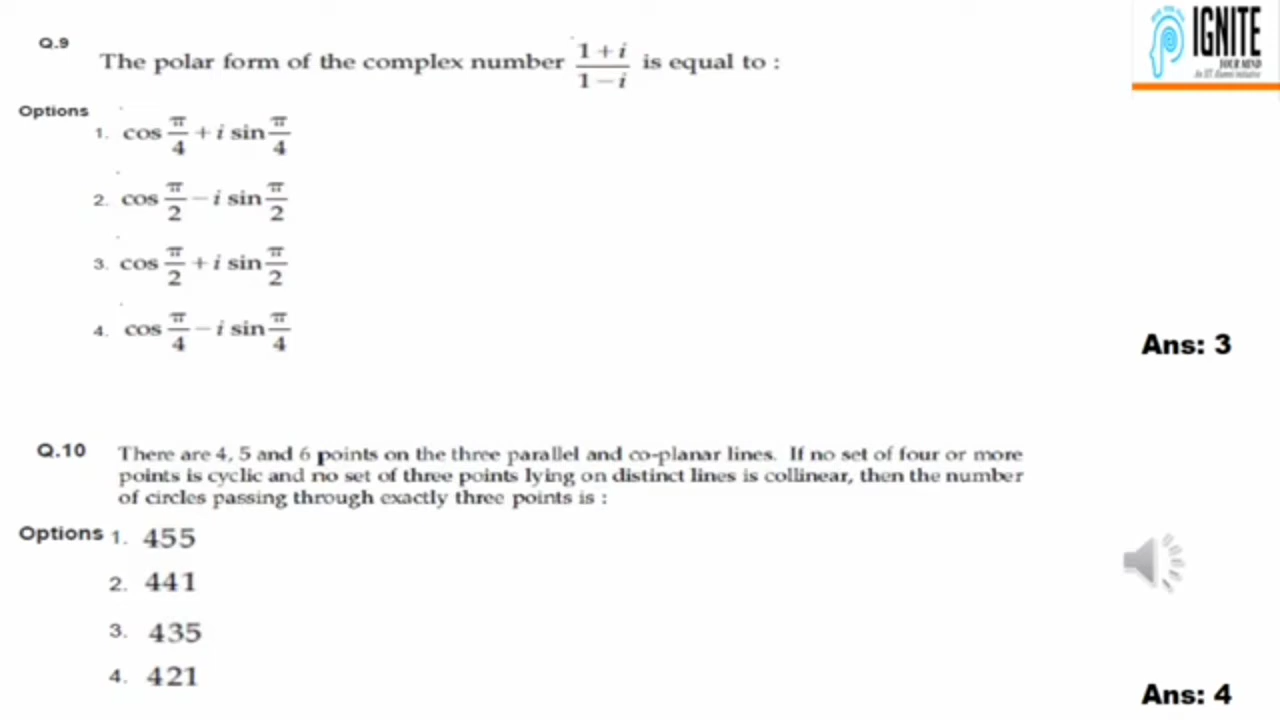 IGNITE
YOUR MIND
An IIT Alumni Initiative
Q.9
The polar form of the complex number (1+i)/(1−i) is equal to :
Options
1. cos π/4 + i sin π/4
2. cos π/2 − i sin π/2
3. cos π/2 + i sin π/2
4. cos π/4 − i sin π/4
Ans: 3
Q.10 There are 4, 5 and 6 points on the three parallel and co-planar lines. If no set of four or more
points is cyclic and no set of three points lying on distinct lines is collinear, then the number
of circles passing through exactly three points is :
Options 1. 455
2. 441
3. 435
4. 421
Ans: 4